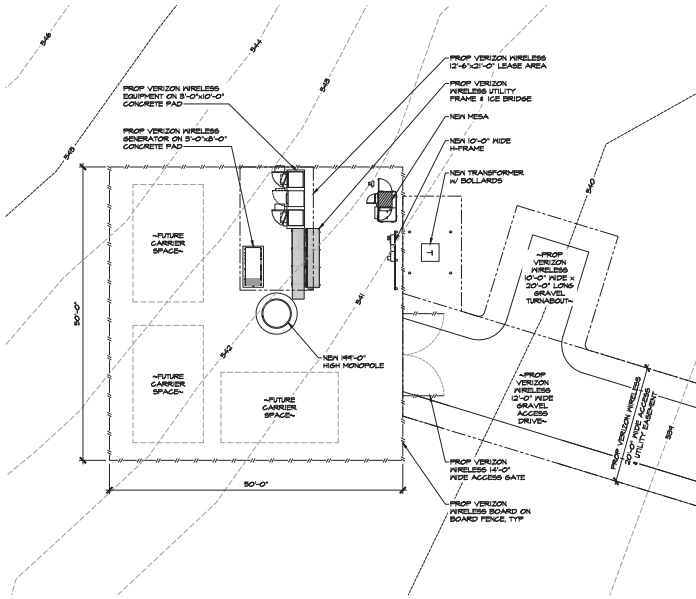 546
544
543
545
PROP VERIZON WIRELESS
12'-6"x21'-0" LEASE AREA
PROP VERIZON
WIRELESS UTILITY
FRAME & ICE BRIDGE
NEW MESA
NEW 10'-0" WIDE
H-FRAME
NEW TRANSFORMER
W/ BOLLARDS
PROP VERIZON WIRELESS
EQUIPMENT ON 3'-0"x10'-0"
CONCRETE PAD
PROP VERIZON WIRELESS
GENERATOR ON 3'-0"x8'-0"
CONCRETE PAD
540
~FUTURE
CARRIER
SPACE~
T
~PROP
VERIZON
WIRELESS
10'-0" WIDE x
20'-0" LONG
GRAVEL
TURNABOUT~
50'-0"
541
542
NEW 199'-0"
HIGH MONOPOLE
~FUTURE
CARRIER
SPACE~
~FUTURE
CARRIER
SPACE~
~PROP
VERIZON
WIRELESS
12'-0" WIDE
GRAVEL
ACCESS
DRIVE~
PROP VERIZON WIRELESS
20'-0" WIDE ACCESS
& UTILITY EASEMENT
539
PROP VERIZON
WIRELESS 14'-0"
WIDE ACCESS GATE
50'-0"
PROP VERIZON
WIRELESS BOARD ON
BOARD FENCE, TYP